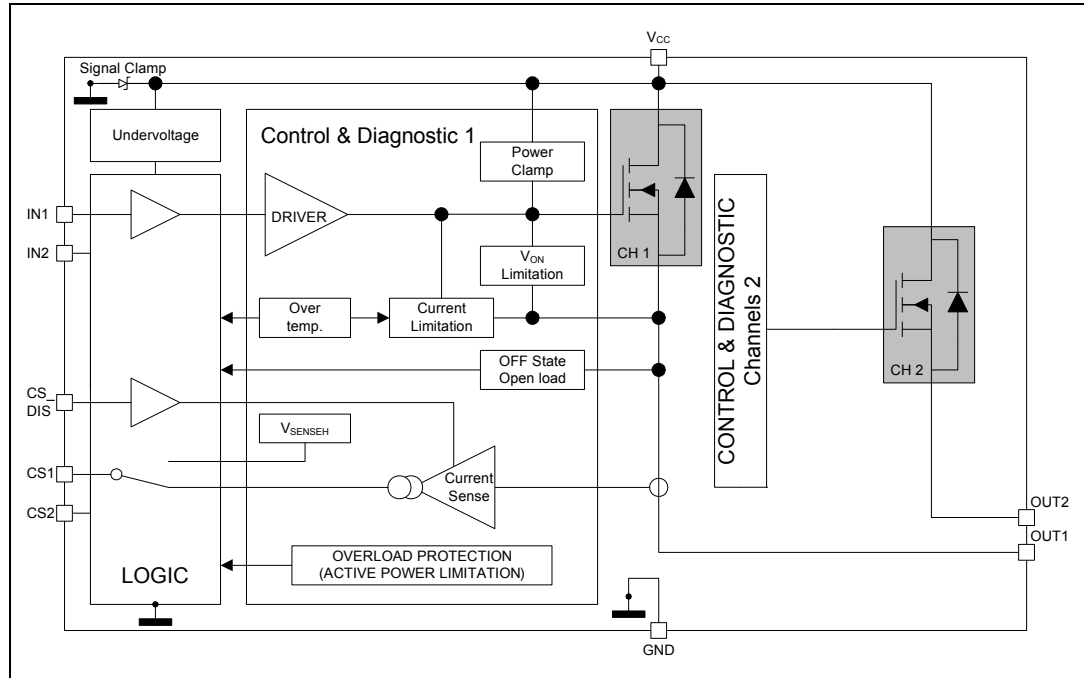 VCC
Signal Clamp
Undervoltage
Control & Diagnostic 1
Power
Clamp
IN1
DRIVER
IN2
CH 1
VON
Limitation
Over
temp.
Current
Limitation
OFF State
Open load
CONTROL & DIAGNOSTIC
Channels 2
CH 2
CS_
DIS
VSENSEH
CS1
Current
Sense
CS2
OUT2
OUT1
OVERLOAD PROTECTION
(ACTIVE POWER LIMITATION)
LOGIC
GND